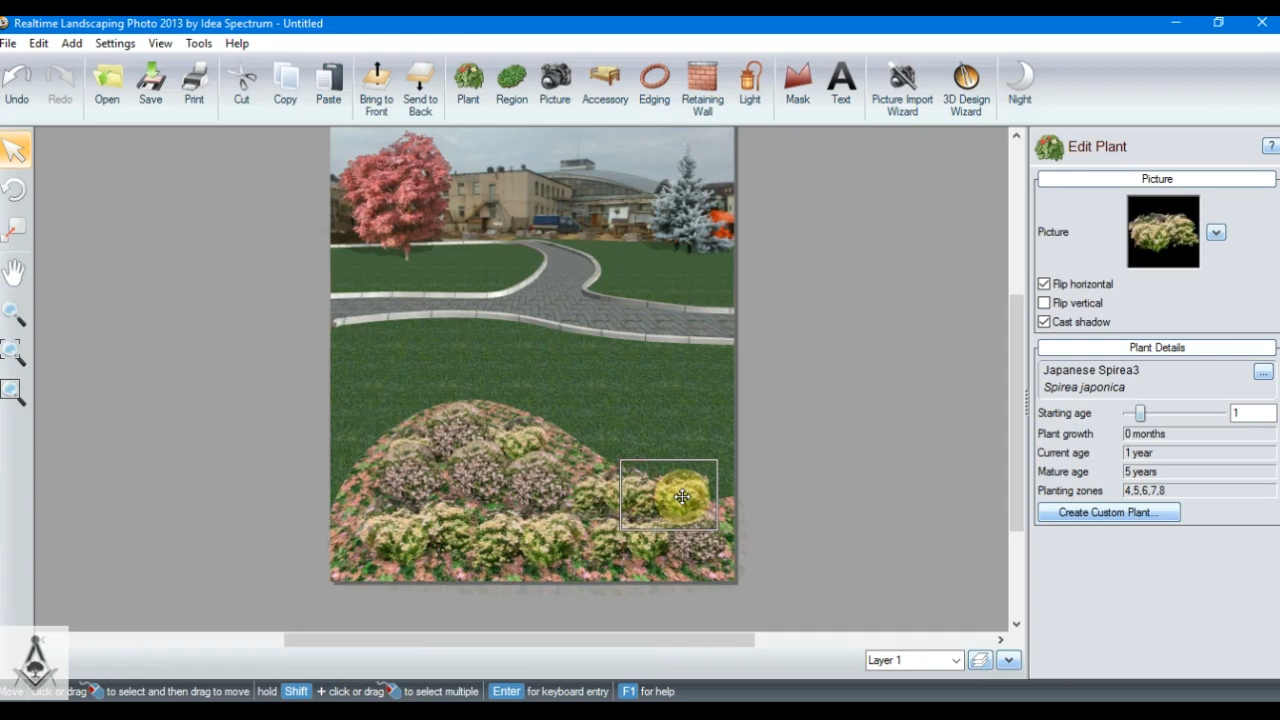 Realtime Landscaping Photo 2013 by Idea Spectrum - Untitled
File Edit Add Settings View Tools Help
Undo Redo Open Save Print Cut Copy Paste Bring to Front Send to Back Plant Region Picture Accessory Edging Retaining Wall Light Mask Text Picture Import Wizard 3D Design Wizard Night
Edit Plant ?
Picture
Picture
Flip horizontal
Flip vertical
Cast shadow
Plant Details
Japanese Spirea3 ...
Spirea japonica
Starting age 1
Plant growth 0 months
Current age 1 year
Mature age 5 years
Planting zones 4,5,6,7,8
Create Custom Plant...
Layer 1
Move click or drag to select and then drag to move hold Shift + click or drag to select multiple Enter for keyboard entry F1 for help